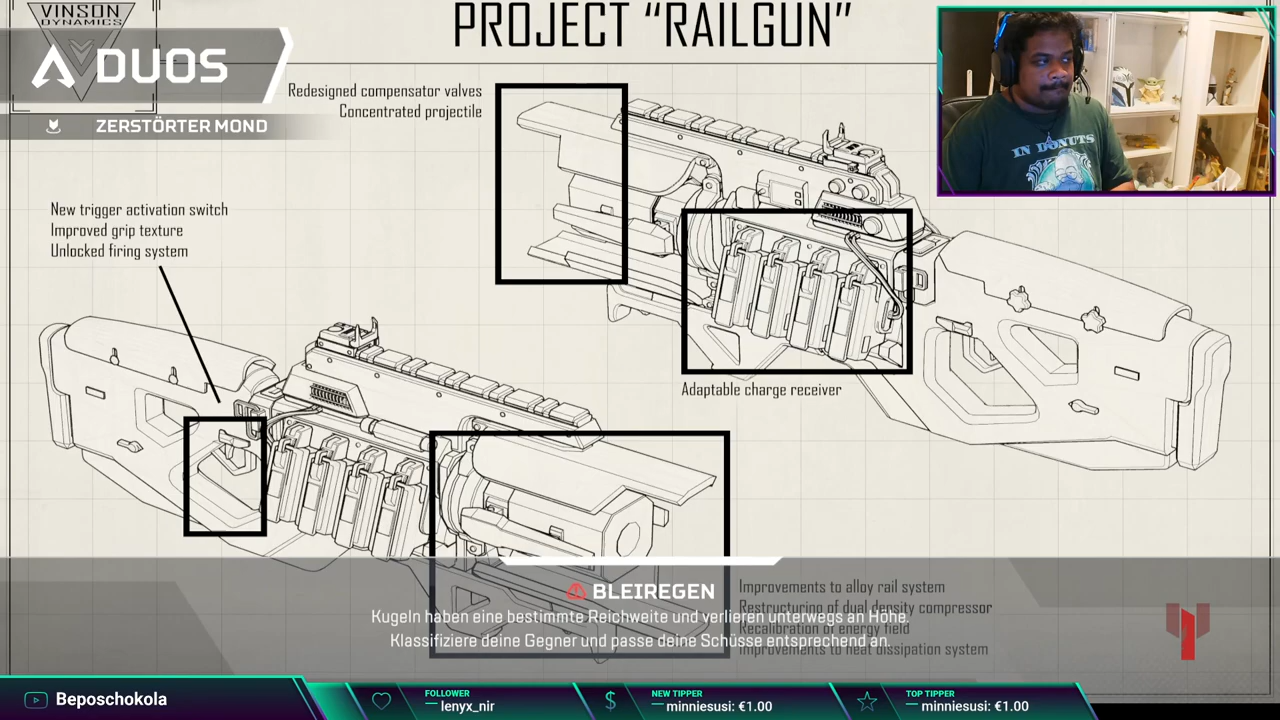 VINSON
DYNAMICS
PROJECT “RAILGUN”
DUOS
ZERSTÖRTER MOND
Redesigned compensator valves
Concentrated projectile
IN DONUTS
New trigger activation switch
Improved grip texture
Unlocked firing system
Adaptable charge receiver
Improvements to alloy rail system
Restructuring of dual density compressor
Recalibration of energy field
Improvements to heat dissipation system
BLEIREGEN
Kugeln haben eine bestimmte Reichweite und verlieren unterwegs an Höhe.
Klassifiziere deine Gegner und passe deine Schüsse entsprechend an.
Beposchokola
FOLLOWER
lenyx_nir
NEW TIPPER
minniesusi: €1.00
TOP TIPPER
minniesusi: €1.00